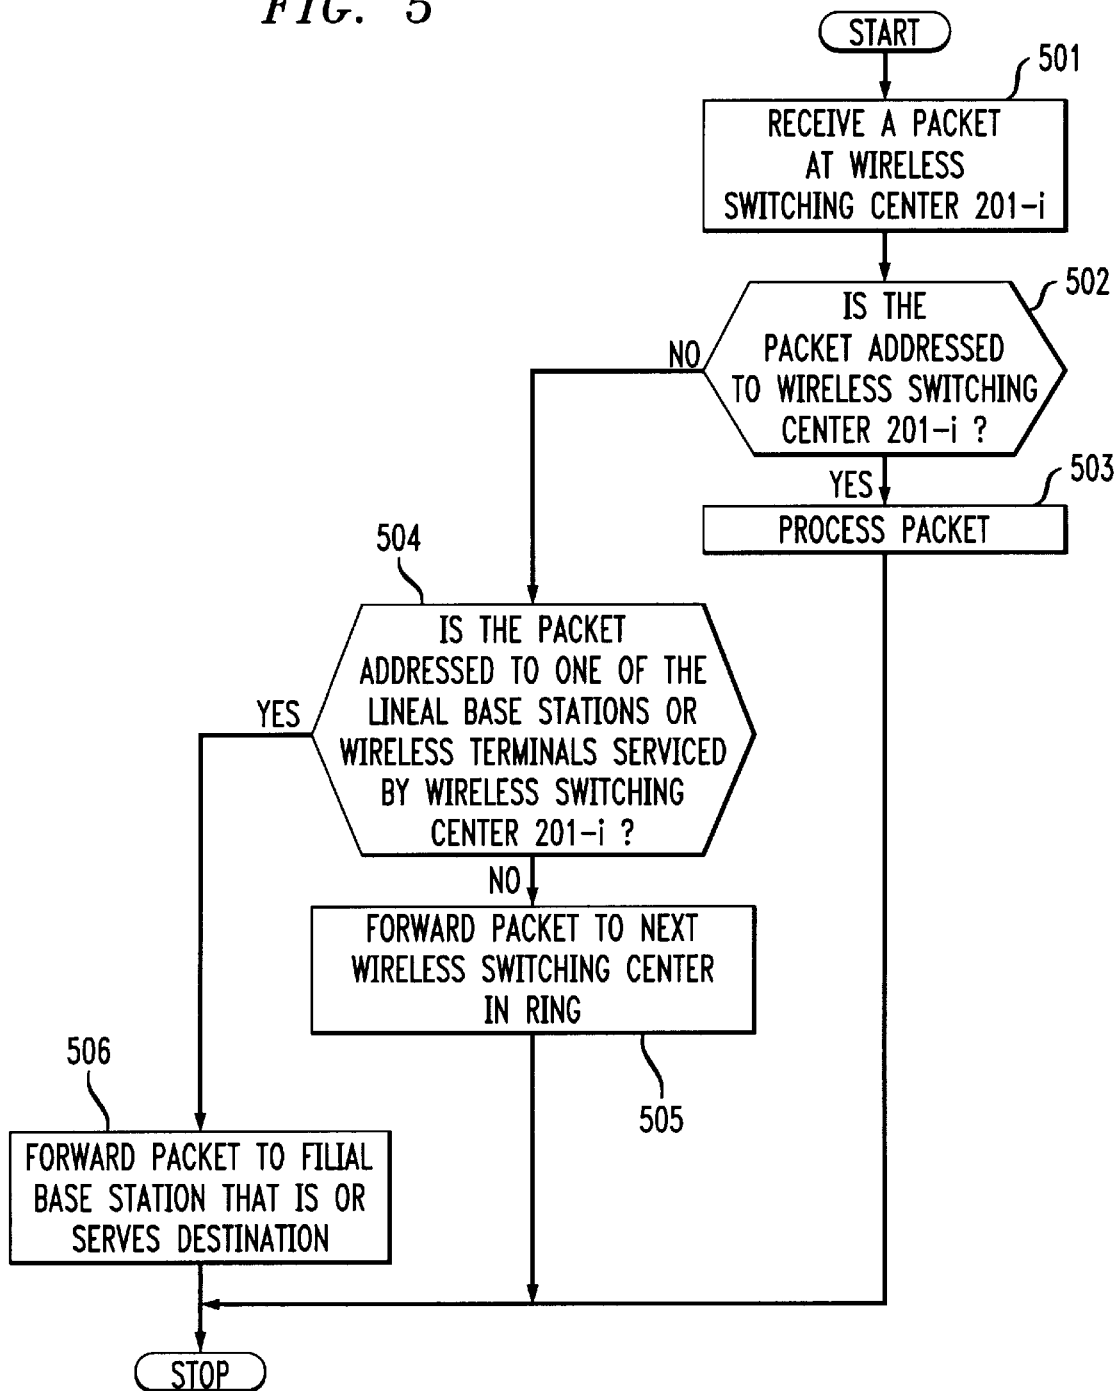 FIG. 5
START
501
RECEIVE A PACKET
AT WIRELESS
SWITCHING CENTER 201-i
502
IS THE
PACKET ADDRESSED
TO WIRELESS SWITCHING
CENTER 201-i ?
NO
YES
503
PROCESS PACKET
504
IS THE PACKET
ADDRESSED TO ONE OF THE
LINEAL BASE STATIONS OR
WIRELESS TERMINALS SERVICED
BY WIRELESS SWITCHING
CENTER 201-i ?
YES
NO
FORWARD PACKET TO NEXT
WIRELESS SWITCHING CENTER
IN RING
505
506
FORWARD PACKET TO FILIAL
BASE STATION THAT IS OR
SERVES DESTINATION
STOP